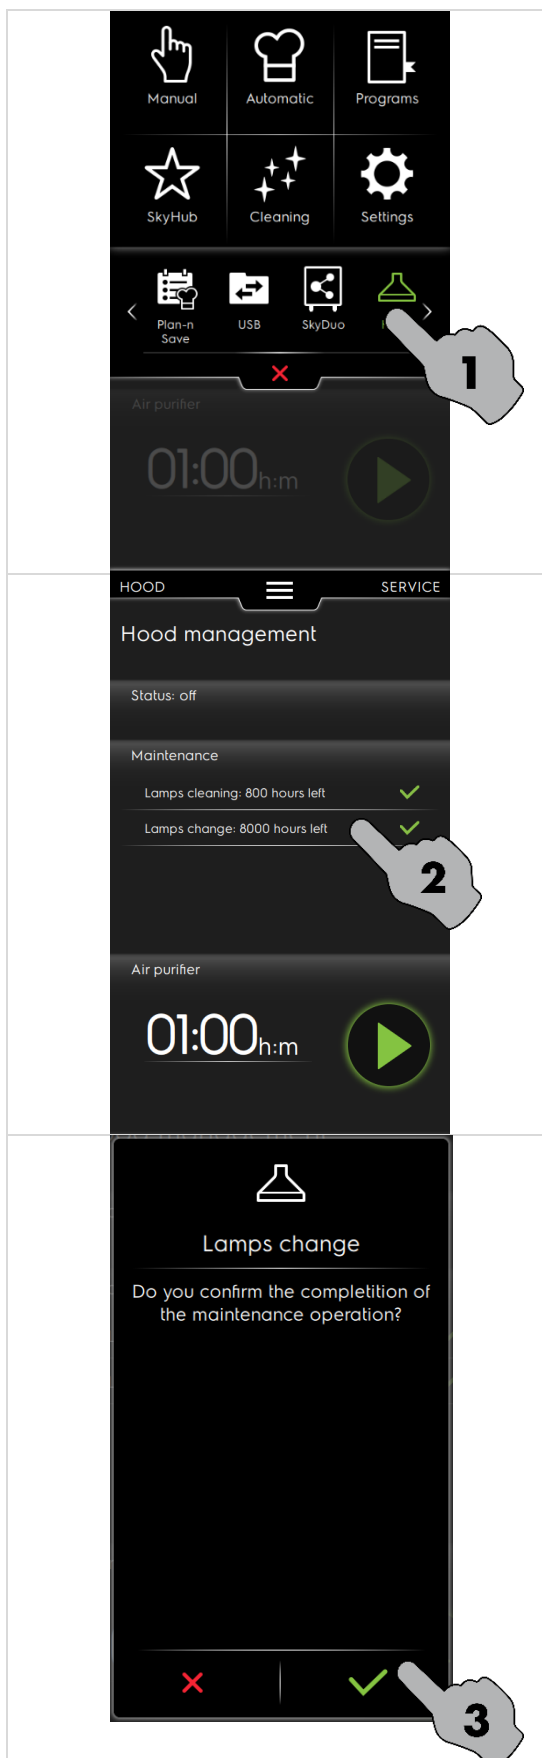 Manual Automatic Programs
SkyHub Cleaning Settings
Plan-n
Save
USB SkyDuo
1
Air purifier
01:00h:m
HOOD SERVICE
Hood management
Status: off
Maintenance
Lamps cleaning: 800 hours left
Lamps change: 8000 hours left
2
Air purifier
01:00h:m
Lamps change
Do you confirm the completition of
the maintenance operation?
3